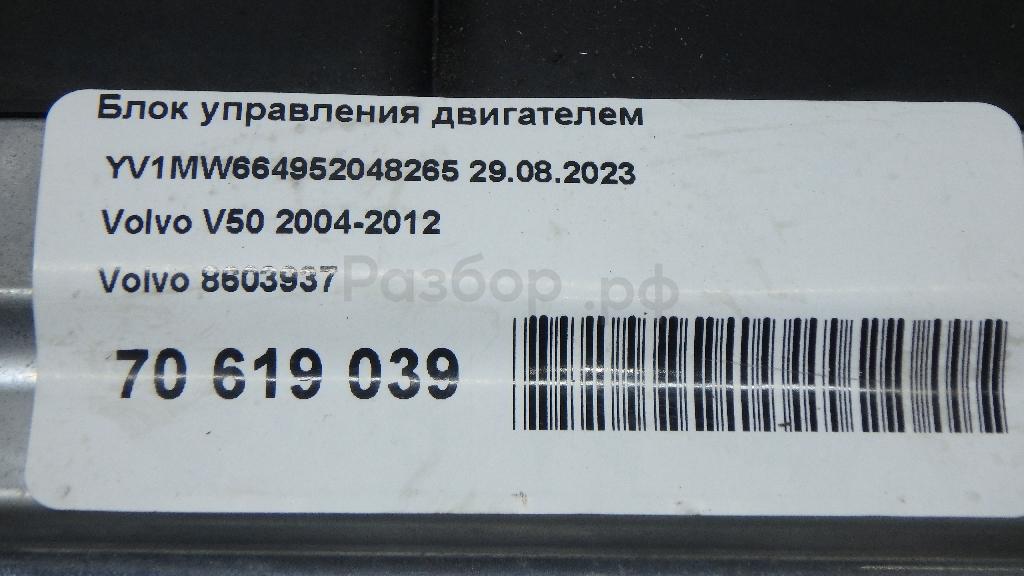 Блок управления двигателем
YV1MW664952048265 29.08.2023
Volvo V50 2004-2012
Volvo 8603937
Разбор.рф
70 619 039